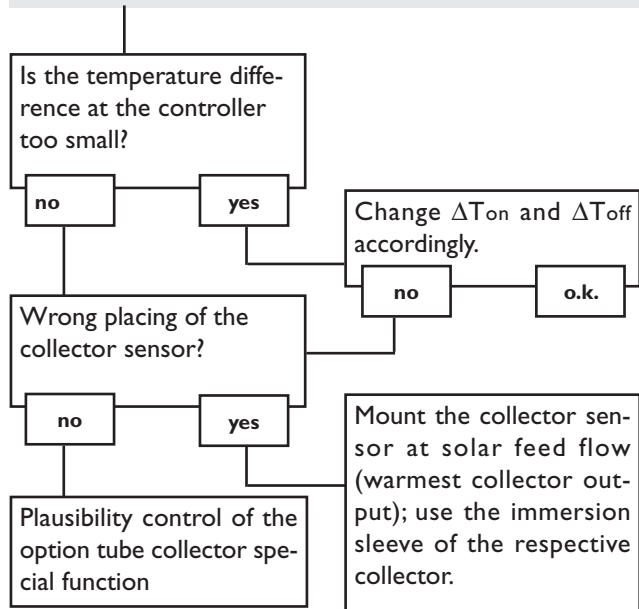 Is the temperature diffe-
rence at the controller
too small?
no
yes
Change ΔTon and ΔToff
accordingly.
no
o.k.
Wrong placing of the
collector sensor?
no
yes
Mount the collector sen-
sor at solar feed flow
(warmest collector out-
put); use the immersion
sleeve of the respective
collector.
Plausibility control of the
option tube collector spe-
cial function